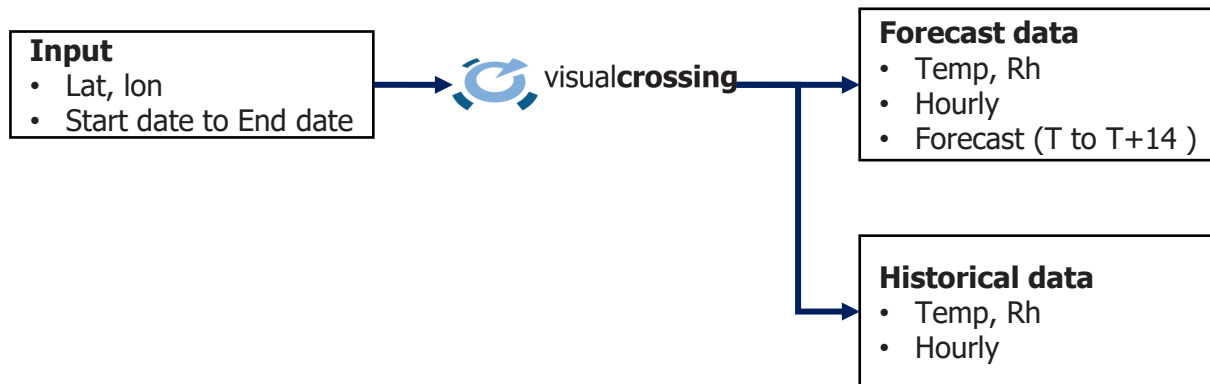 Input
• Lat, lon
• Start date to End date
visualcrossing
Forecast data
• Temp, Rh
• Hourly
• Forecast (T to T+14 )
Historical data
• Temp, Rh
• Hourly